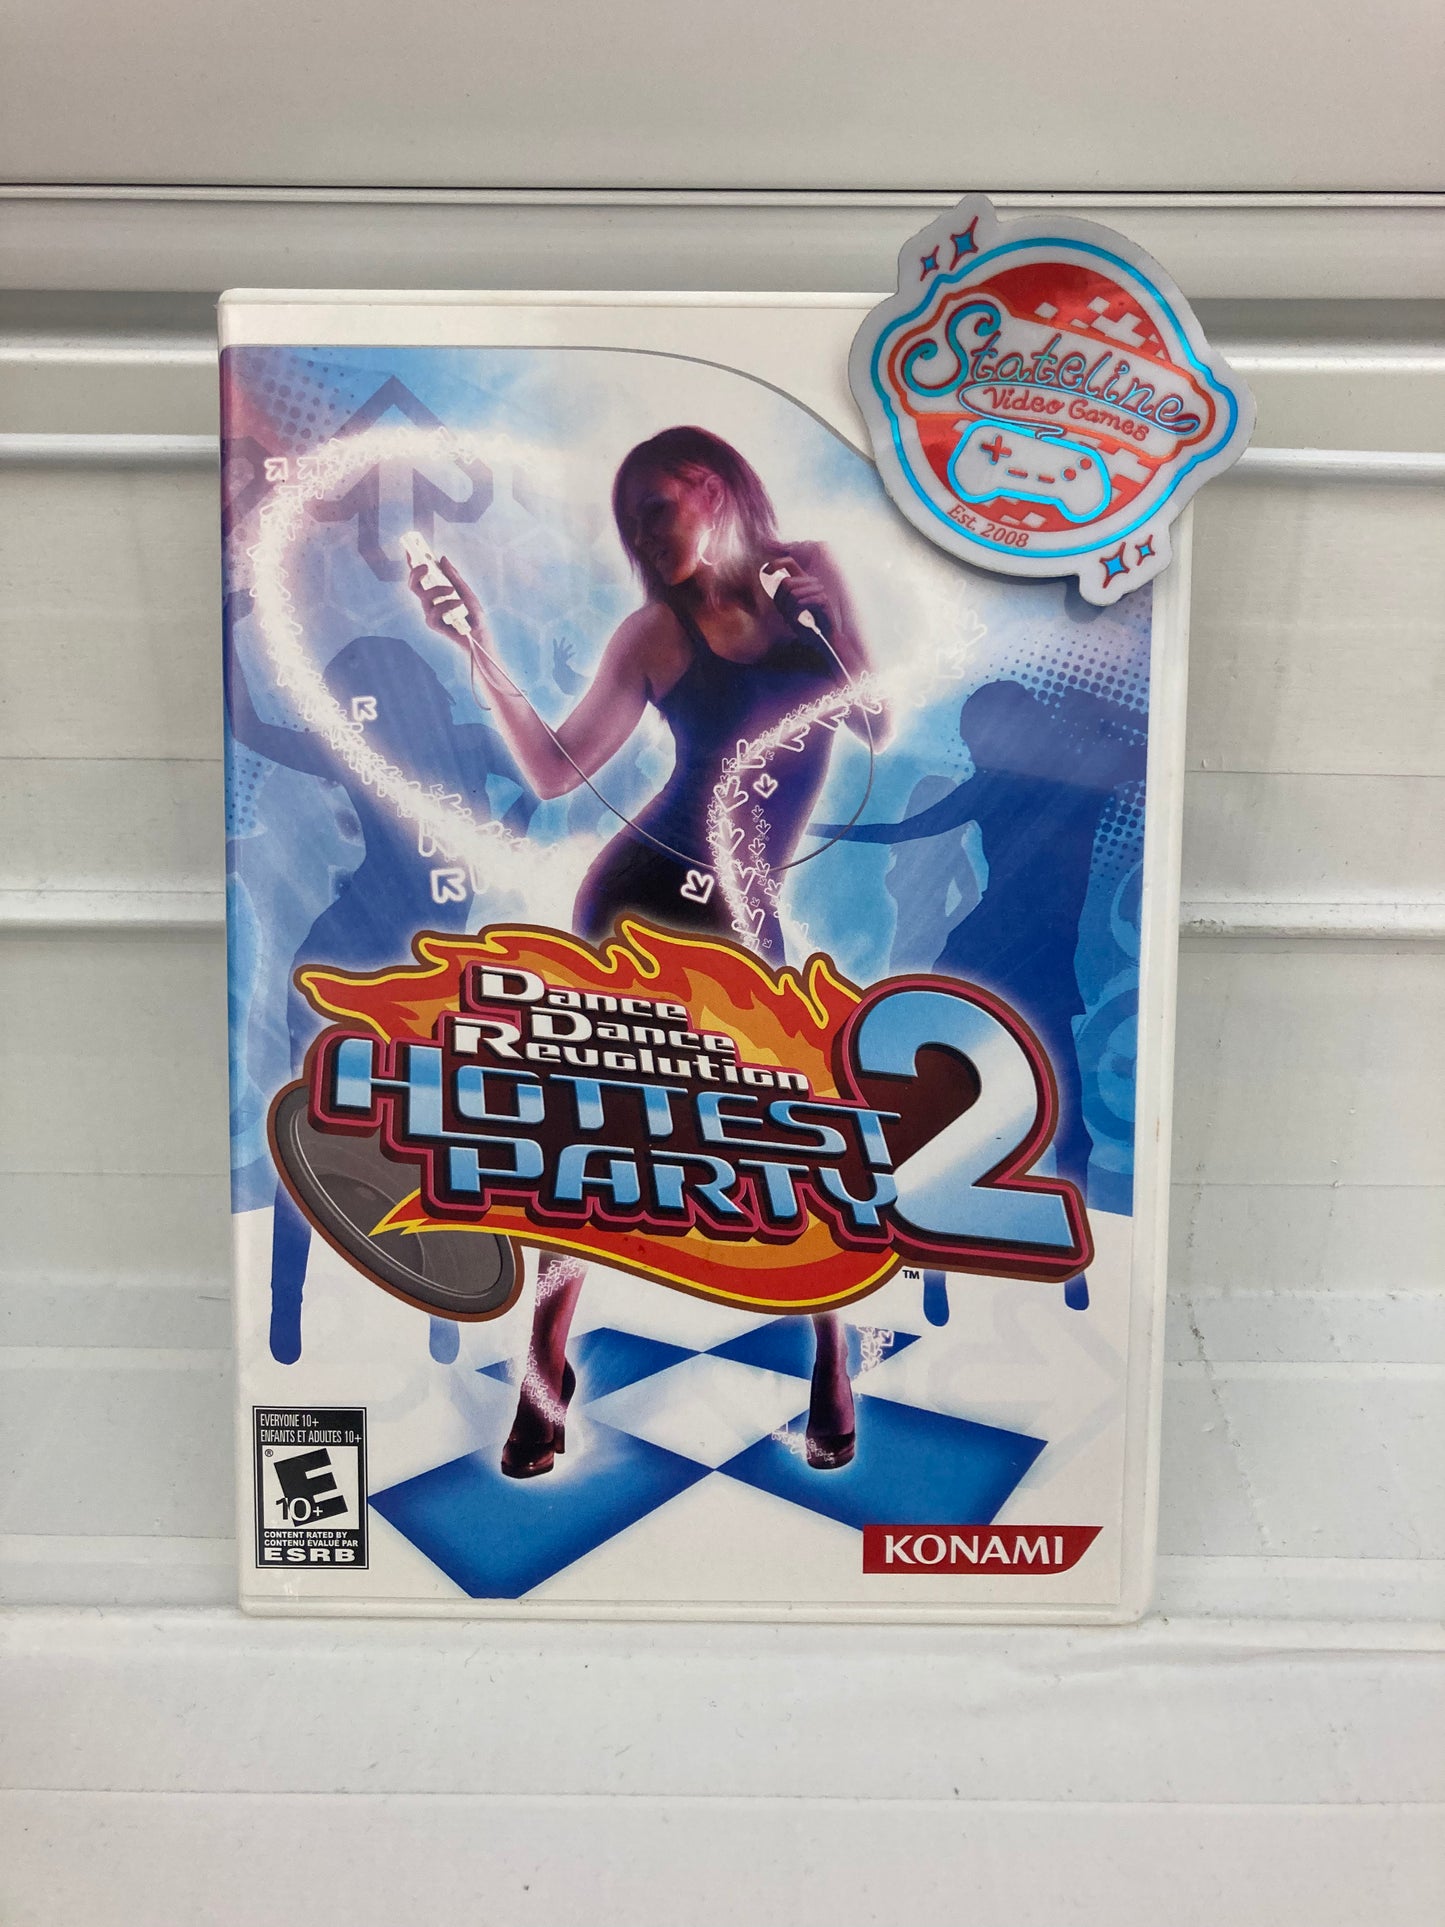 Stateline
Video Games
Est. 2008
Dance
Dance
Revolution
HOTTEST
PARTY 2
TM
EVERYONE 10+
ENFANTS ET ADULTES 10+
®
E
10+
CONTENT RATED BY
CONTENU ÉVALUÉ PAR
ESRB
KONAMI